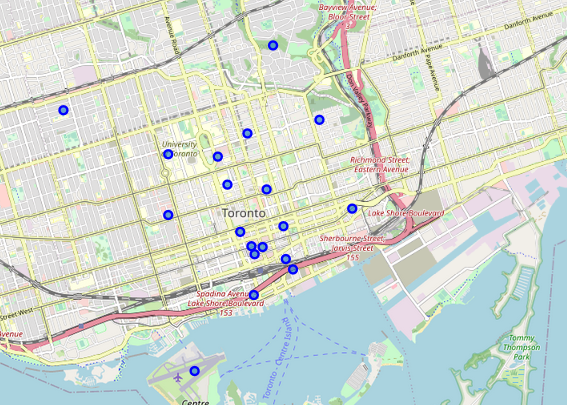 Bayview Avenue;
Bloor Street
Danforth Avenue
Danforth Avenue
Avenue Road
Pape Avenue
Don Valley Parkway
University
Toronto
Richmond Street;
Eastern Avenue
Toronto
Lake Shore Boulevard
Sherbourne Street;
Jarvis Street
155
Spadina Avenue
Lake Shore Boulevard
153
Street West
Avenue
Toronto - Centre Island
Tommy
Thompson
Park
Centre